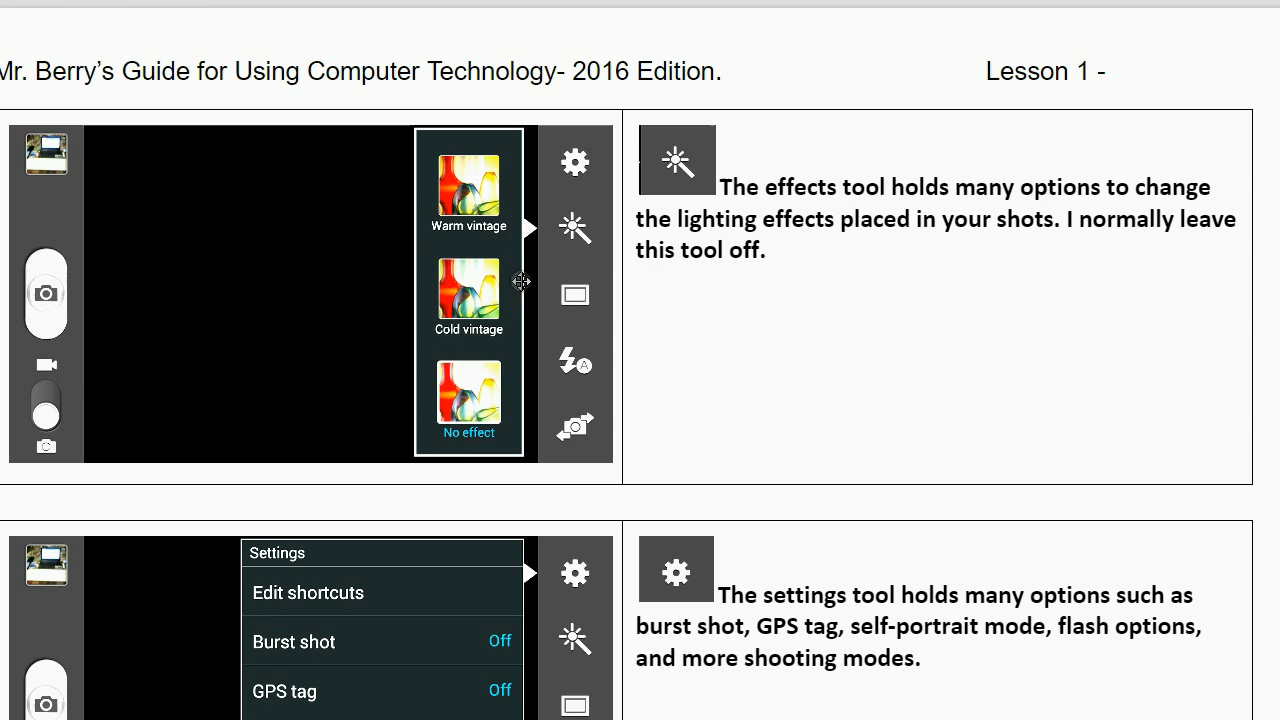 Mr. Berry's Guide for Using Computer Technology- 2016 Edition.
Lesson 1 -
Warm vintage
Cold vintage
No effect
A
The effects tool holds many options to change
the lighting effects placed in your shots. I normally leave
this tool off.
Settings
Edit shortcuts
Burst shot Off
GPS tag Off
The settings tool holds many options such as
burst shot, GPS tag, self-portrait mode, flash options,
and more shooting modes.